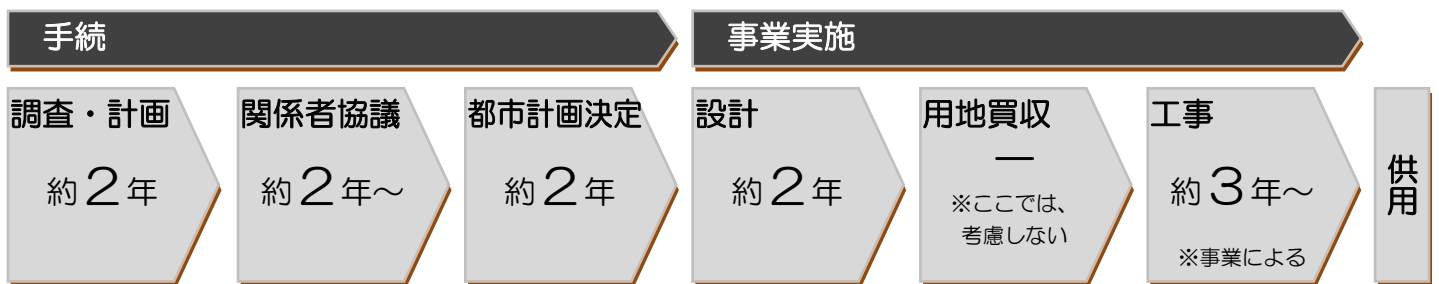 手続
事業実施
調査・計画
約2年
関係者協議
約2年～
都市計画決定
約2年
設計
約2年
用地買収
―
※ここでは、
考慮しない
工事
約3年～
※事業による
供用